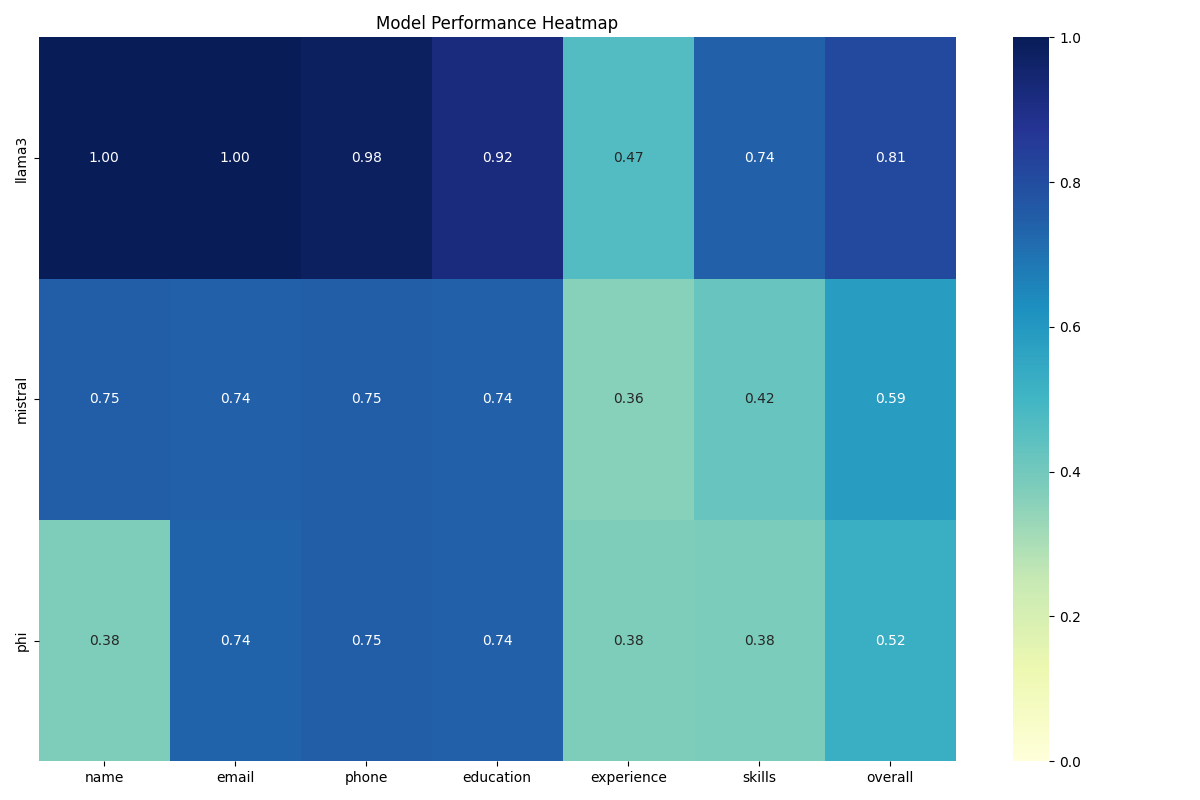 Model Performance Heatmap
llama3 1.00 1.00 0.98 0.92 0.47 0.74 0.81
mistral 0.75 0.74 0.75 0.74 0.36 0.42 0.59
phi 0.38 0.74 0.75 0.74 0.38 0.38 0.52
name email phone education experience skills overall
1.0
0.8
0.6
0.4
0.2
0.0